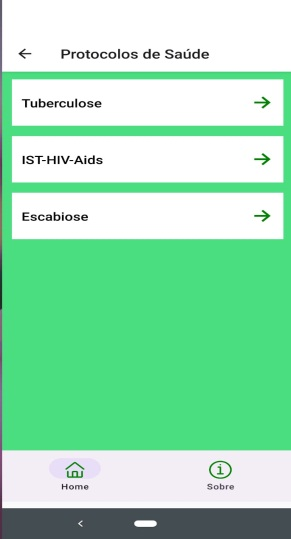 Protocolos de Saúde
Tuberculose
IST-HIV-Aids
Escabiose
Home
Sobre